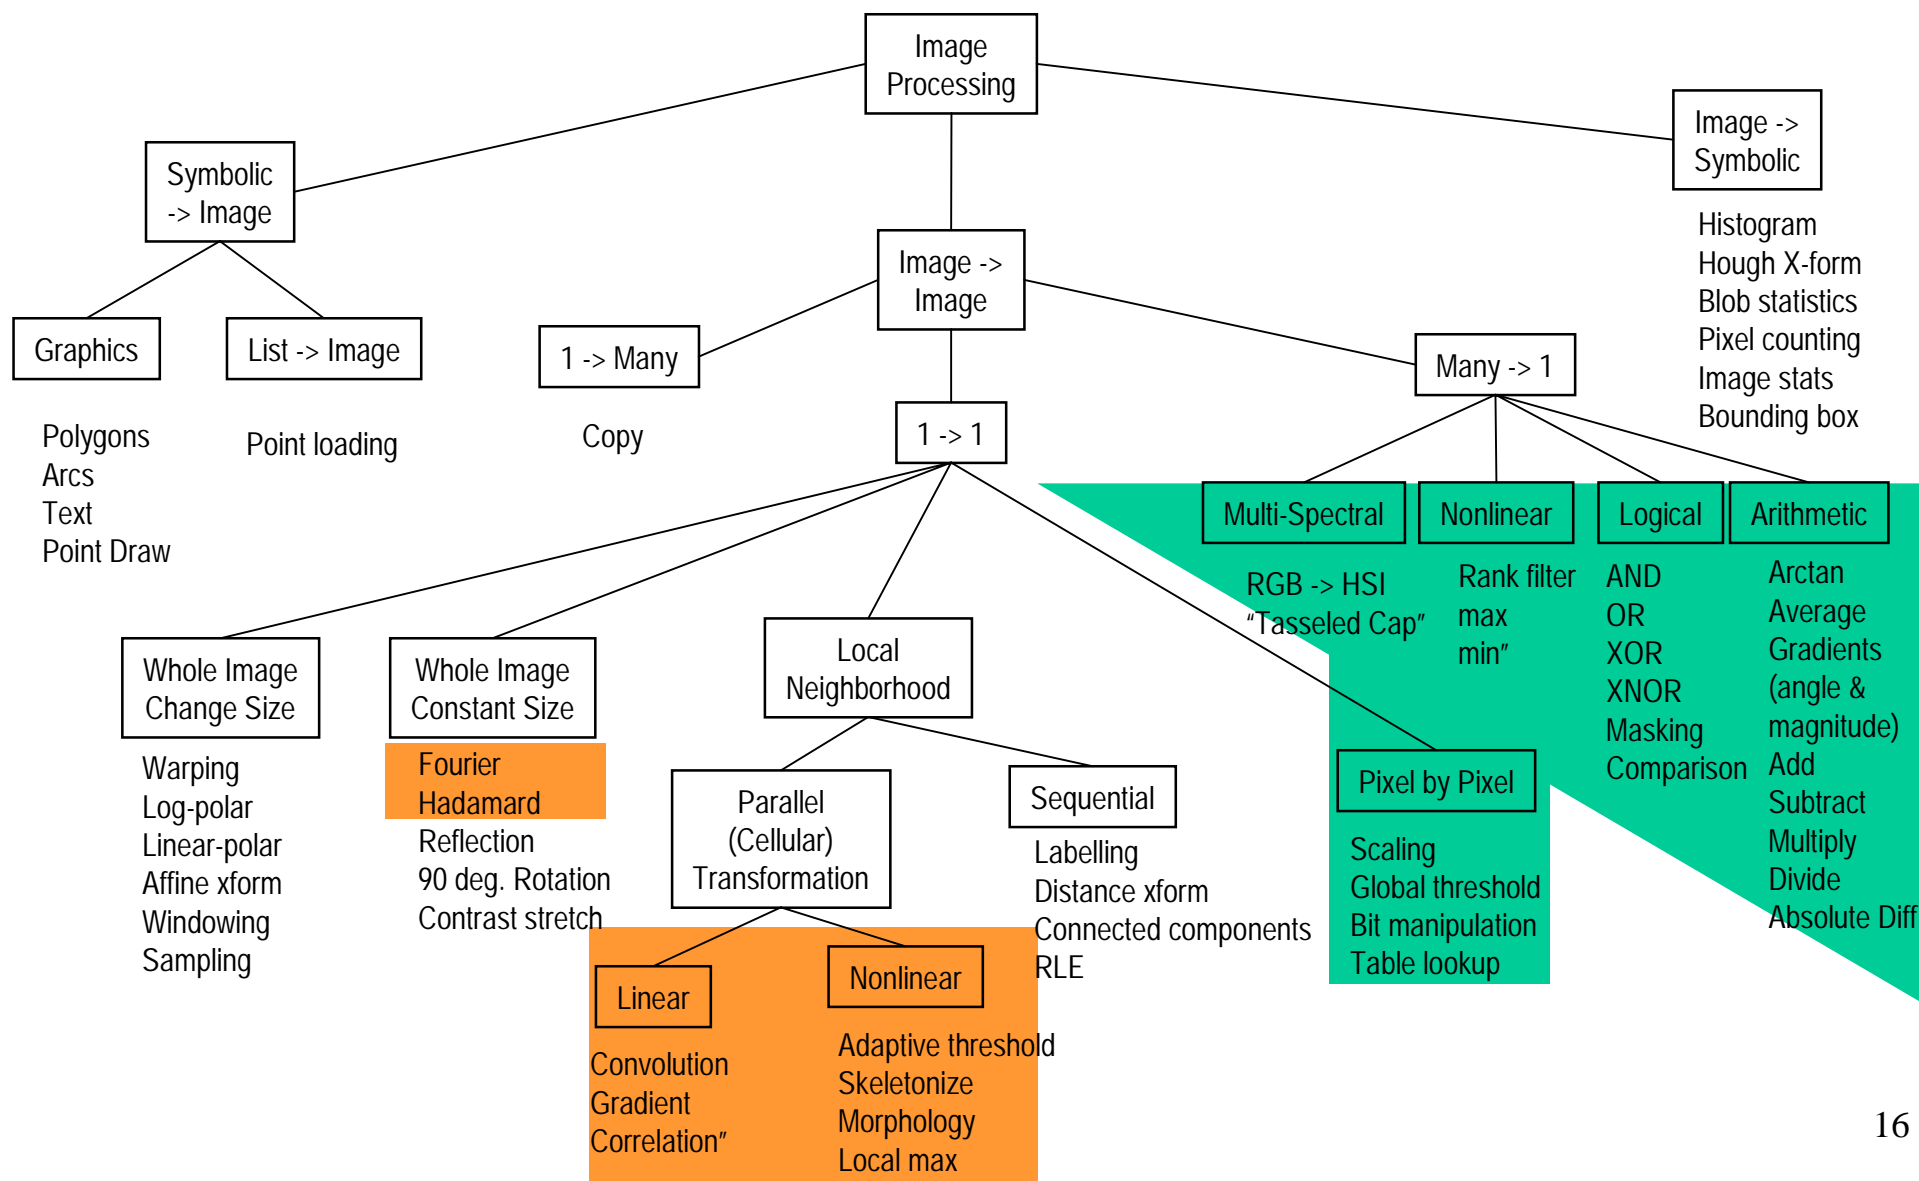 Image
Processing
Image ->
Symbolic
Histogram
Hough X-form
Blob statistics
Pixel counting
Image stats
Bounding box
Symbolic
-> Image
Graphics
Polygons
Arcs
Text
Point Draw
List -> Image
Point loading
Image ->
Image
1 -> Many
Copy
1 -> 1
Many -> 1
Multi-Spectral
RGB -> HSI
“Tasseled Cap”
Nonlinear
Rank filter
max
min”
Logical
AND
OR
XOR
XNOR
Masking
Comparison
Arithmetic
Arctan
Average
Gradients
(angle &
magnitude)
Add
Subtract
Multiply
Divide
Absolute Diff
Whole Image
Change Size
Warping
Log-polar
Linear-polar
Affine xform
Windowing
Sampling
Whole Image
Constant Size
Fourier
Hadamard
Reflection
90 deg. Rotation
Contrast stretch
Local
Neighborhood
Parallel
(Cellular)
Transformation
Linear
Convolution
Gradient
Correlation”
Nonlinear
Adaptive threshold
Skeletonize
Morphology
Local max
Sequential
Labelling
Distance xform
Connected components
RLE
Pixel by Pixel
Scaling
Global threshold
Bit manipulation
Table lookup
16